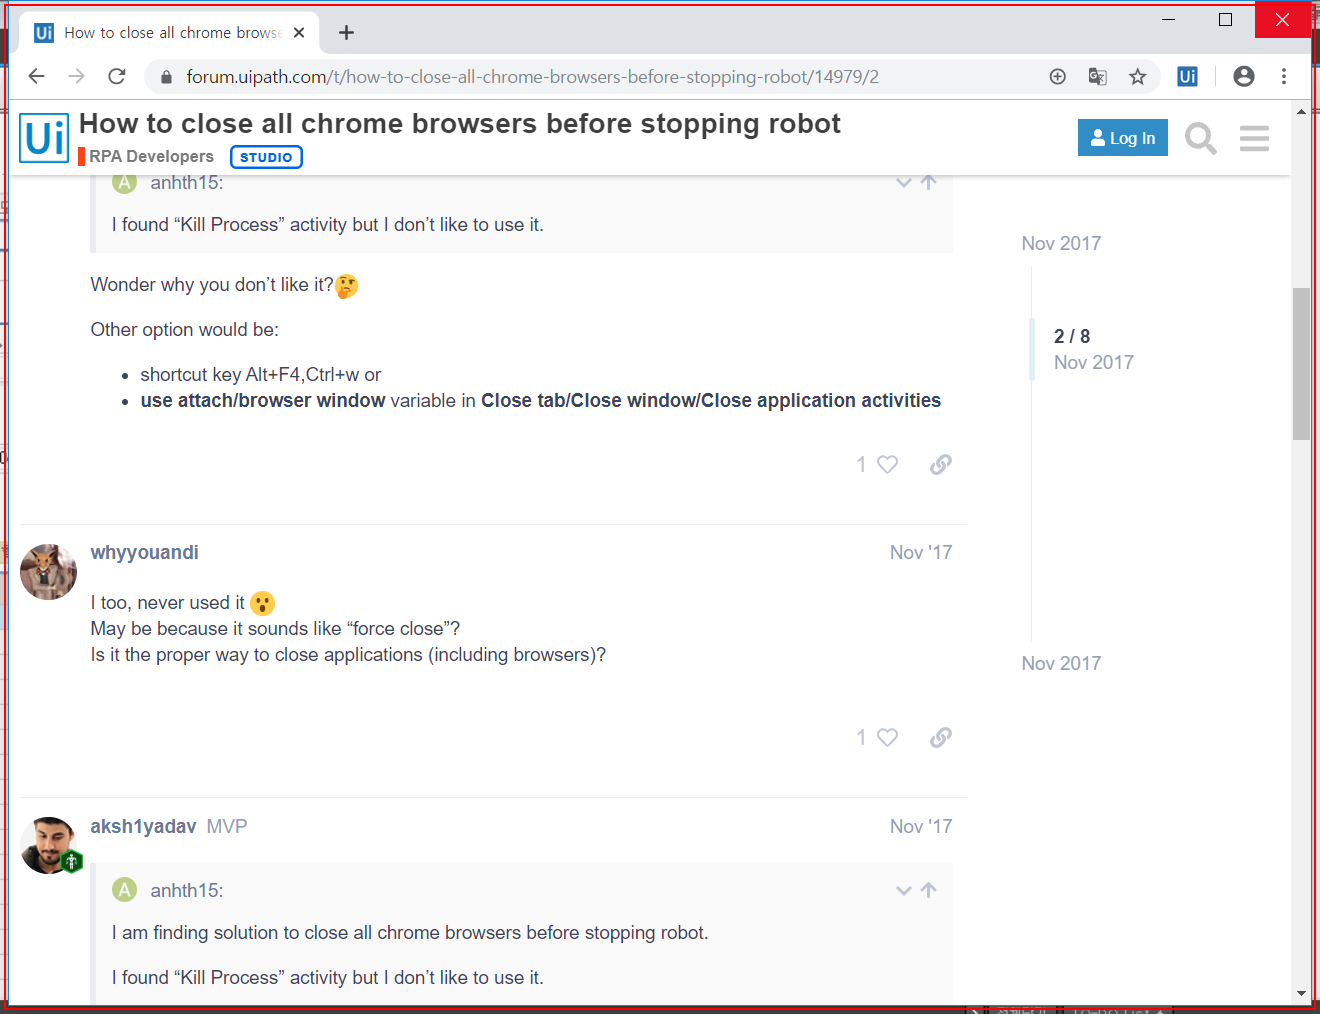 Ui How to close all chrome browse
forum.uipath.com/t/how-to-close-all-chrome-browsers-before-stopping-robot/14979/2
Ui
Ui
How to close all chrome browsers before stopping robot
RPA Developers STUDIO
Log In
A anhth15:
I found “Kill Process” activity but I don’t like to use it.
Wonder why you don’t like it?
Other option would be:
• shortcut key Alt+F4,Ctrl+w or
• use attach/browser window variable in Close tab/Close window/Close application activities
1
Nov 2017
2 / 8
Nov 2017
Nov 2017
whyyouandi Nov '17
I too, never used it
May be because it sounds like “force close”?
Is it the proper way to close applications (including browsers)?
1
aksh1yadav MVP Nov '17
A anhth15:
I am finding solution to close all chrome browsers before stopping robot.
I found “Kill Process” activity but I don’t like to use it.